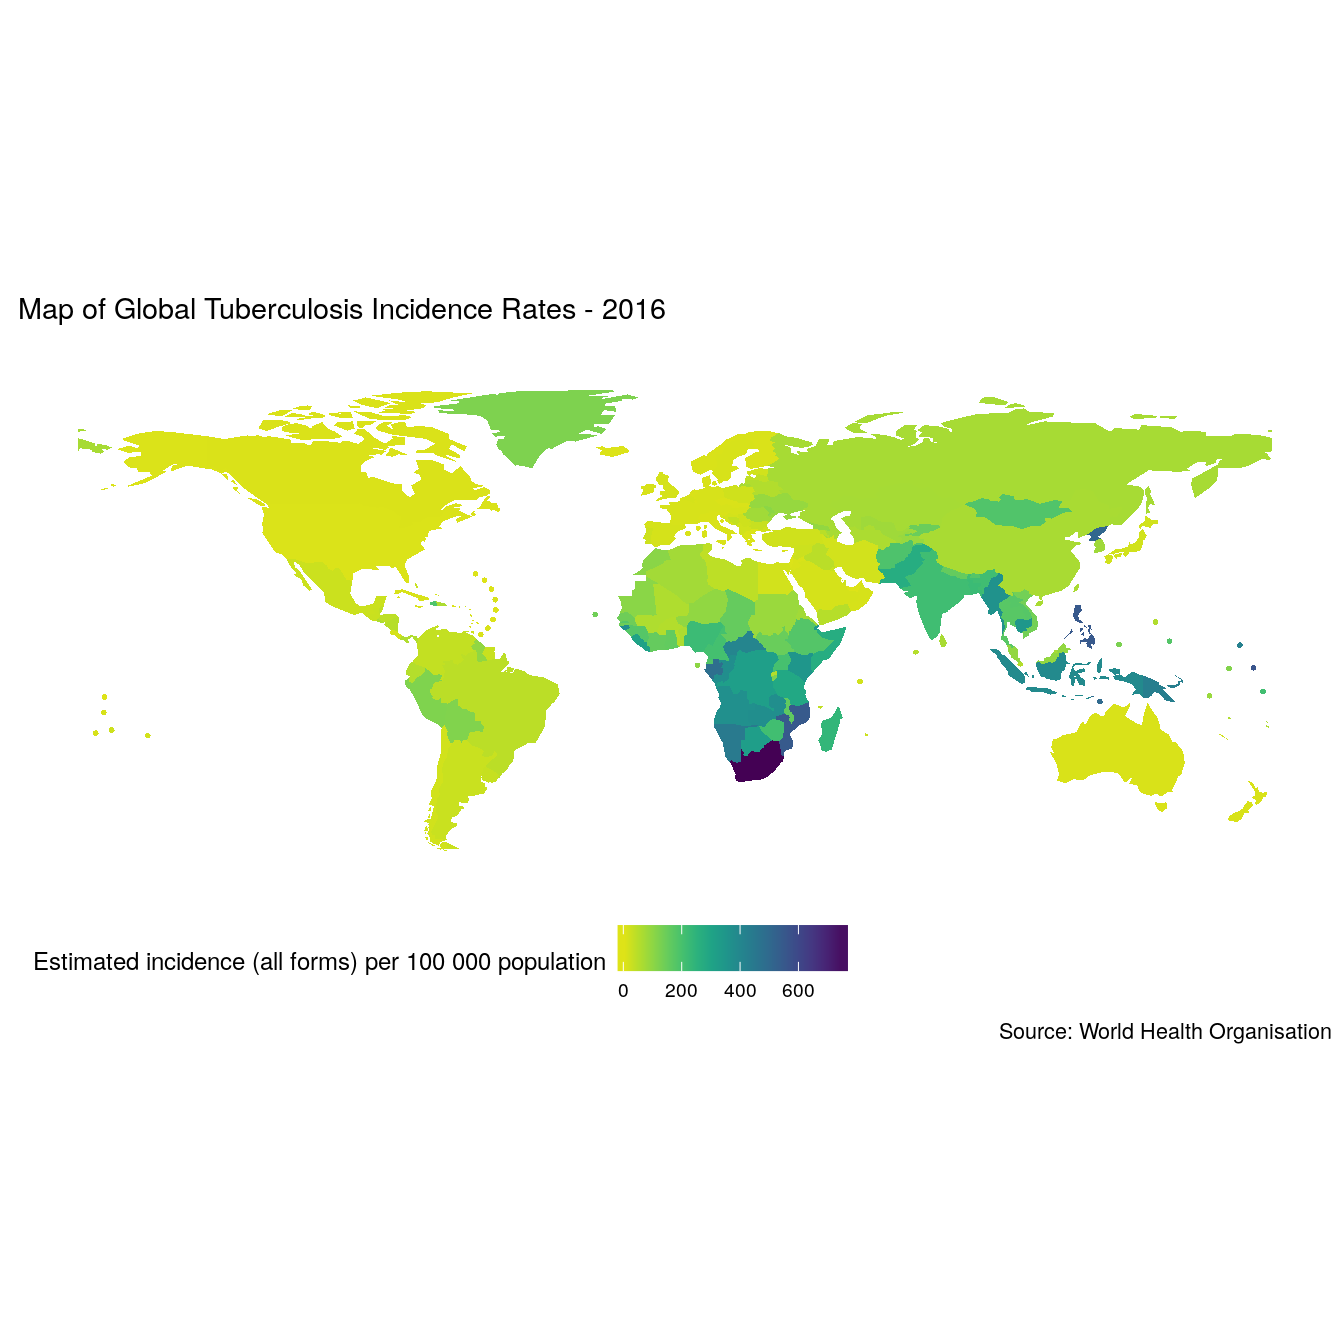 Map of Global Tuberculosis Incidence Rates - 2016
Estimated incidence (all forms) per 100 000 population
0 200 400 600
Source: World Health Organisation